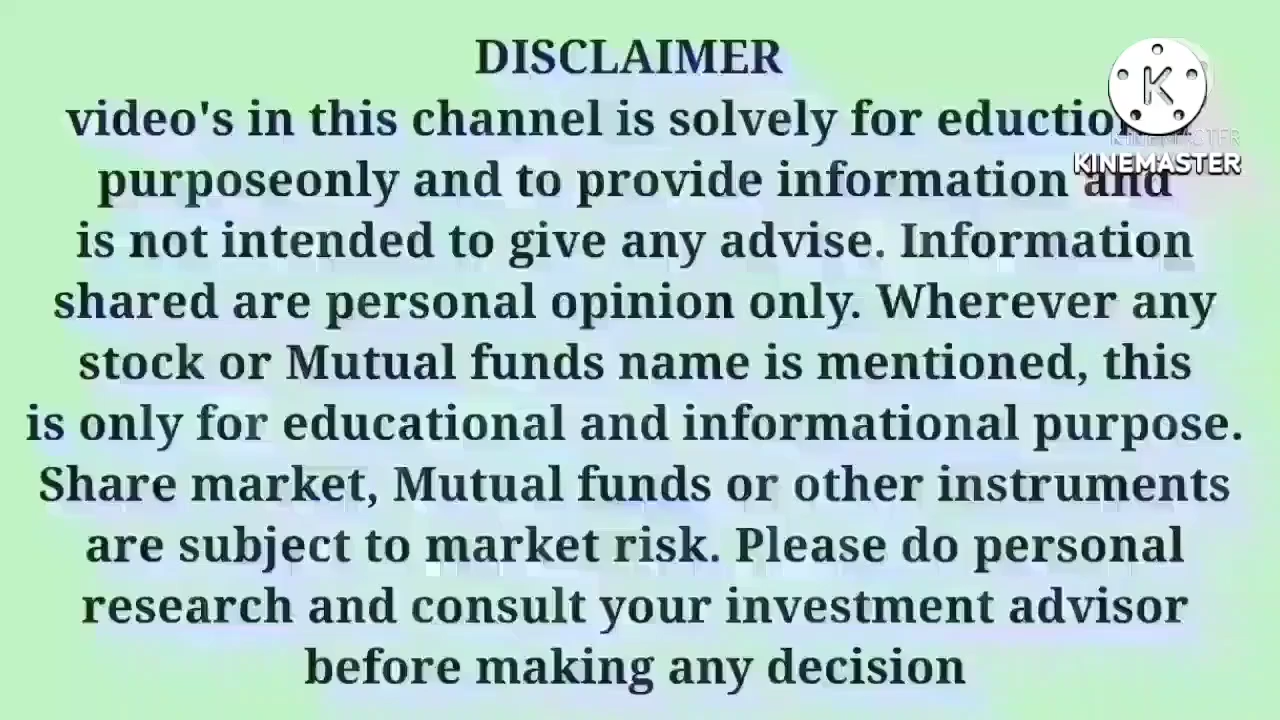 DISCLAIMER
video's in this channel is solvely for eduction
purposeonly and to provide information and
is not intended to give any advise. Information
shared are personal opinion only. Wherever any
stock or Mutual funds name is mentioned, this
is only for educational and informational purpose.
Share market, Mutual funds or other instruments
are subject to market risk. Please do personal
research and consult your investment advisor
before making any decision
K
KINEMASTER